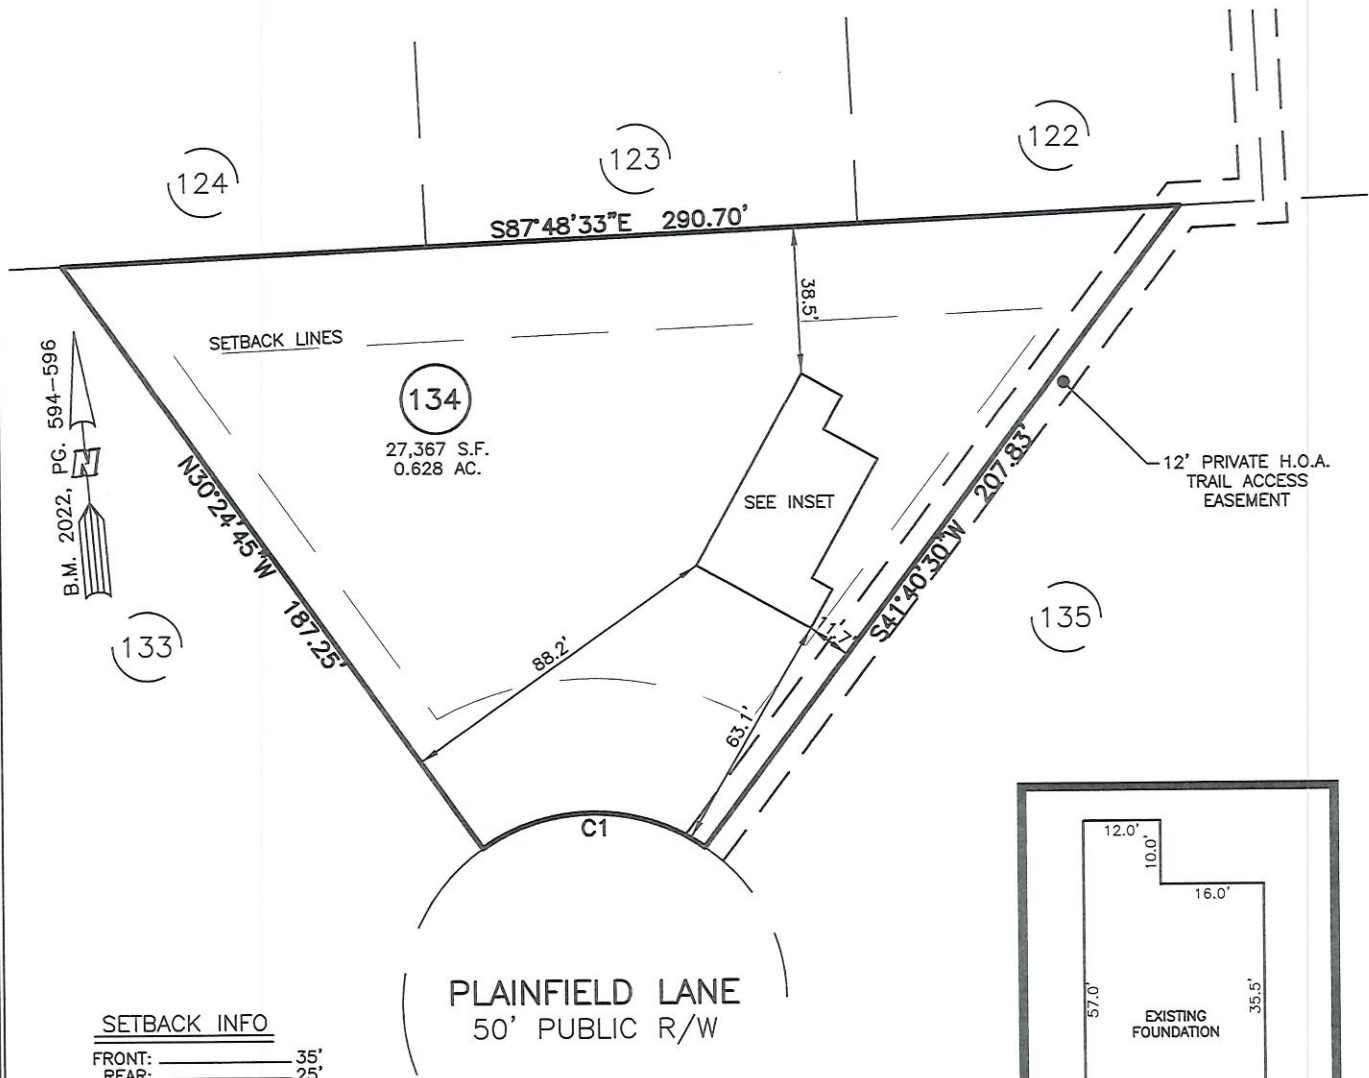 124
123
122
S87°48'33"E 290.70'
38.5'
SETBACK LINES
134
27,367 S.F.
0.628 AC.
B.M. 2022, PG. 594-596
N
N30°24'45"W 187.25'
SEE INSET
S41°40'30"W 207.83'
12' PRIVATE H.O.A.
TRAIL ACCESS
EASEMENT
133
135
88.2'
11.7'
63.1'
C1
PLAINFIELD LANE
50' PUBLIC R/W
SETBACK INFO
FRONT: 35'
REAR: 25'
12.0'
10.0'
16.0'
57.0'
35.5'
EXISTING
FOUNDATION